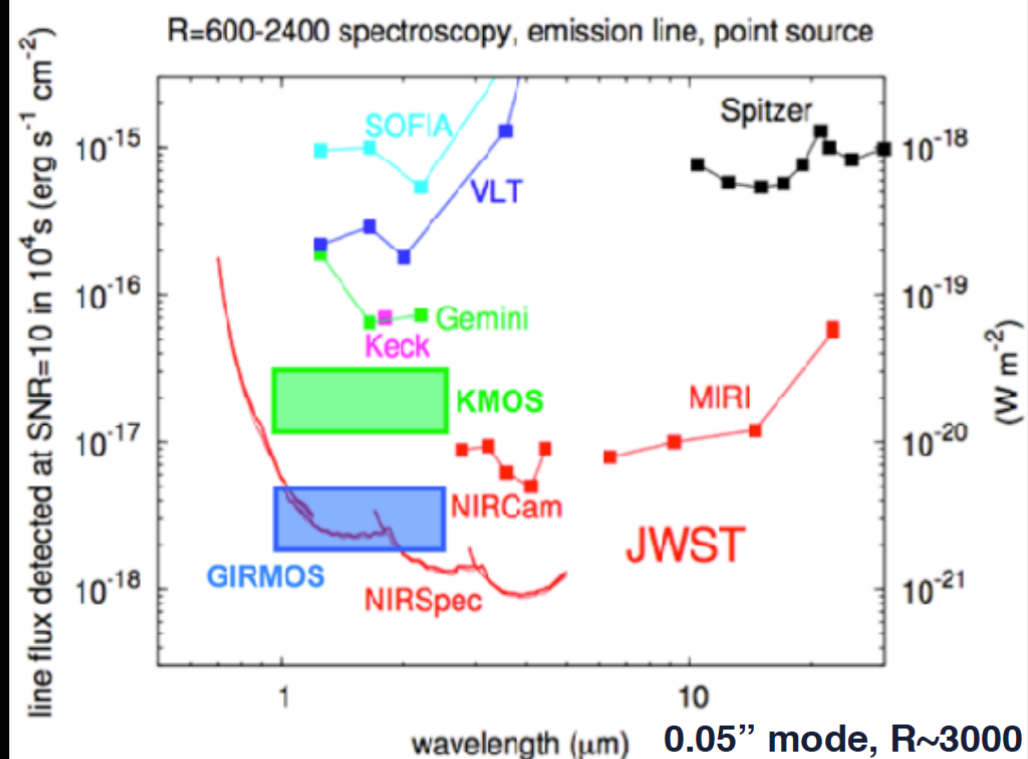 R=600-2400 spectroscopy, emission line, point source
line flux detected at SNR=10 in 10⁴s (erg s⁻¹ cm⁻²)
10⁻¹⁵
10⁻¹⁶
10⁻¹⁷
10⁻¹⁸
SOFIA
VLT
Spitzer
Gemini
Keck
KMOS
MIRI
NIRCam
JWST
GIRMOS
NIRSpec
10⁻¹⁸
10⁻¹⁹
10⁻²⁰
10⁻²¹
(W m⁻²)
1
10
wavelength (μm)
0.05” mode, R~3000